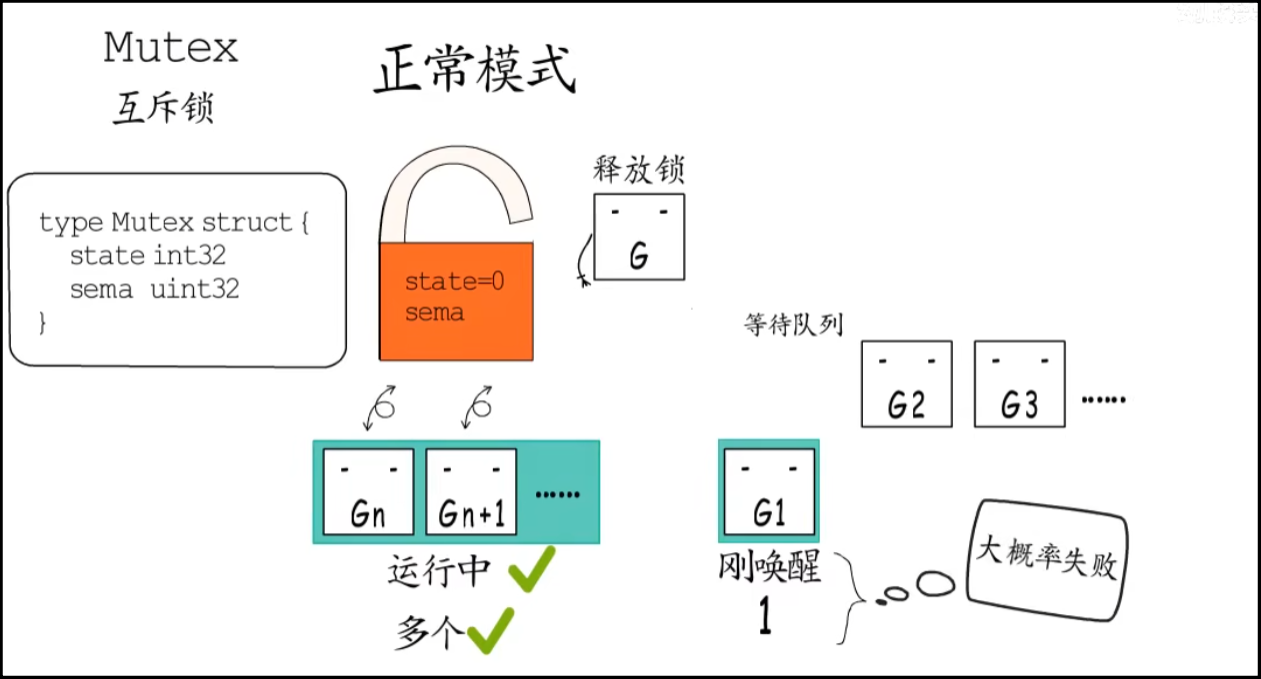 Mutex
互斥锁
正常模式
type Mutex struct {
state int32
sema uint32
}
state=0
sema
释放锁
G
等待队列
G2
G3
......
Gn
Gn+1
......
运行中
多个
G1
刚唤醒
1
大概率失败